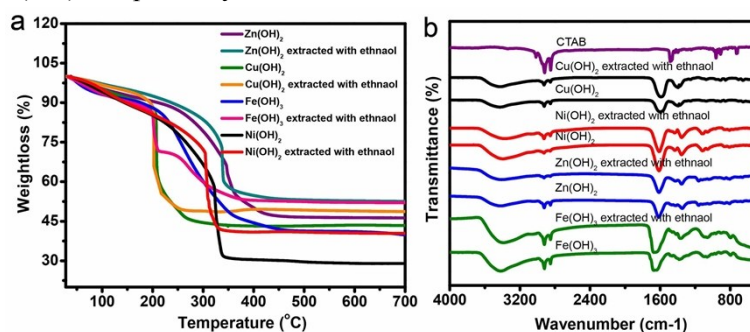 a
120
105
90
75
60
45
30
0
100
200
300
400
500
600
700
Weightloss (%)
Temperature (°C)
Zn(OH)₂
Zn(OH)₂ extracted with ethnaol
Cu(OH)₂
Cu(OH)₂ extracted with ethnaol
Fe(OH)₃
Fe(OH)₃ extracted with ethnaol
Ni(OH)₂
Ni(OH)₂ extracted with ethnaol
b
Transmittance (%)
CTAB
Cu(OH)₂ extracted with ethnaol
Cu(OH)₂
Ni(OH)₂ extracted with ethnaol
Ni(OH)₂
Zn(OH)₂ extracted with ethnaol
Zn(OH)₂
Fe(OH)₃ extracted with ethnaol
Fe(OH)₃
4000 3200 2400 1600 800
Wavenumber (cm-1)